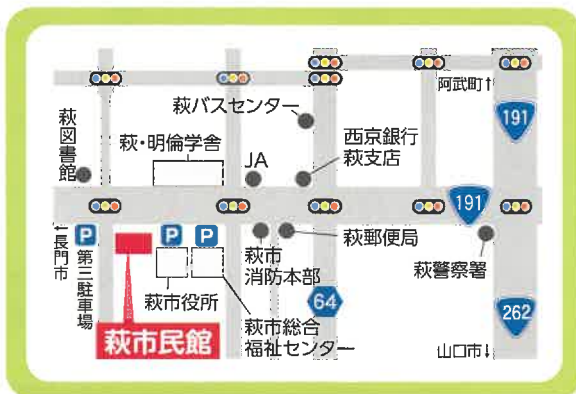 阿武町↑
191
萩バスセンター
萩図書館
萩・明倫学舎
JA
西京銀行
萩支店
191
←長門市
P
第三駐車場
P
P
萩市役所
萩市
消防本部
萩郵便局
萩警察署
萩市総合
福祉センター
64
262
萩市民館
山口市↓